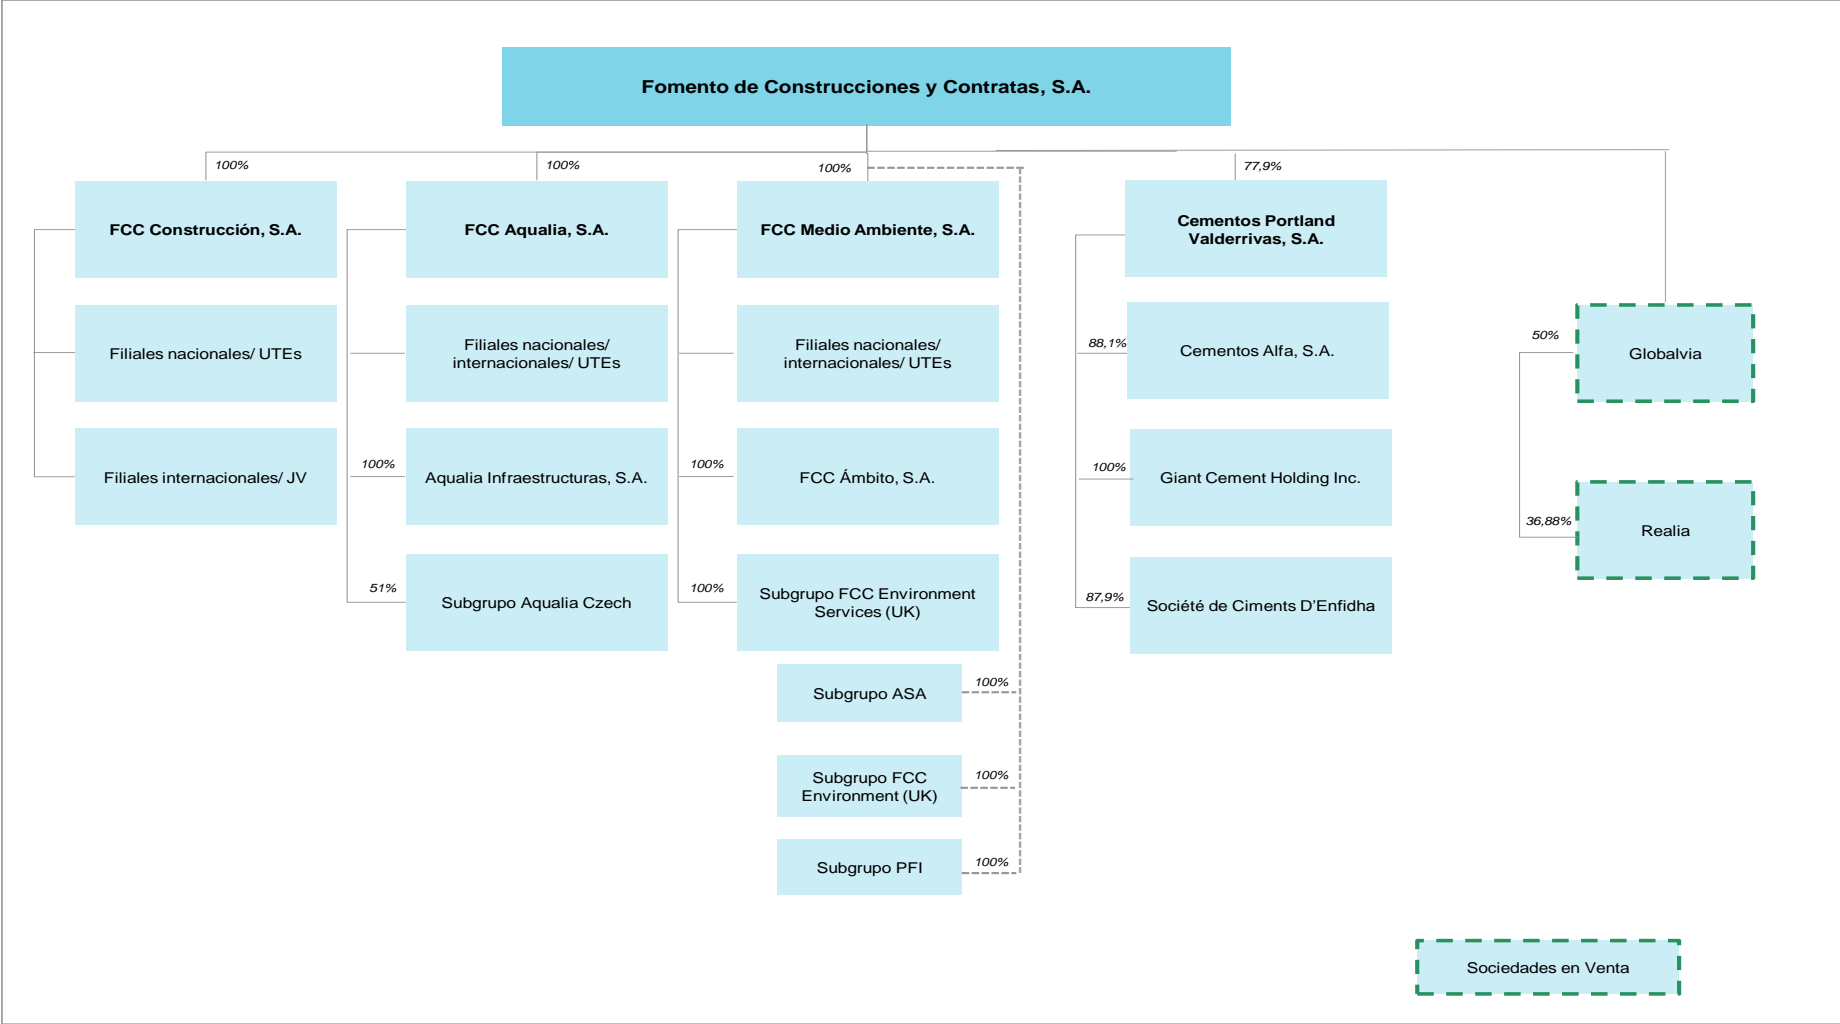 Fomento de Construcciones y Contratas, S.A.
100%
100%
100%
77,9%
FCC Construcción, S.A.
FCC Aqualia, S.A.
FCC Medio Ambiente, S.A.
Cementos Portland
Valderrivas, S.A.
Filiales nacionales/ UTEs
Filiales nacionales/
internacionales/ UTEs
Filiales nacionales/
internacionales/ UTEs
88,1%
Cementos Alfa, S.A.
50%
Globalvia
Filiales internacionales/ JV
100%
Aqualia Infraestructuras, S.A.
100%
FCC Ámbito, S.A.
100%
Giant Cement Holding Inc.
36,88%
Realia
51%
Subgrupo Aqualia Czech
100%
Subgrupo FCC Environment
Services (UK)
87,9%
Société de Ciments D'Enfidha
Subgrupo ASA
100%
Subgrupo FCC
Environment (UK)
100%
Subgrupo PFI
100%
Sociedades en Venta